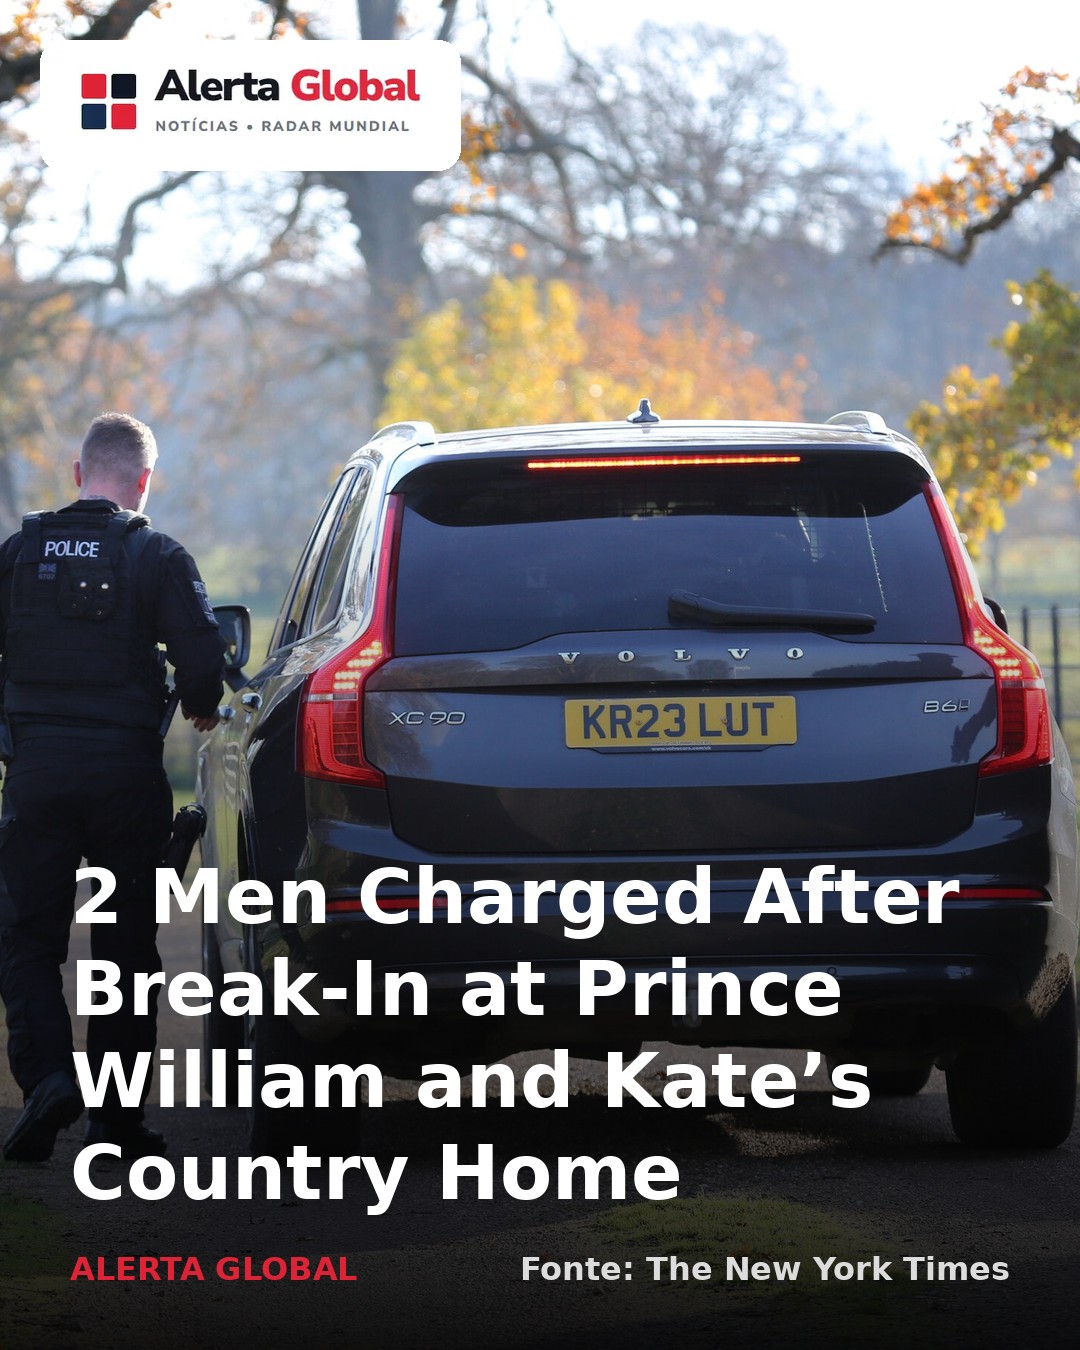 Alerta Global
NOTÍCIAS • RADAR MUNDIAL
POLICE
VOLVO
XC90
KR23 LUT
B6
2 Men Charged After
Break-In at Prince
William and Kate’s
Country Home
ALERTA GLOBAL
Fonte: The New York Times